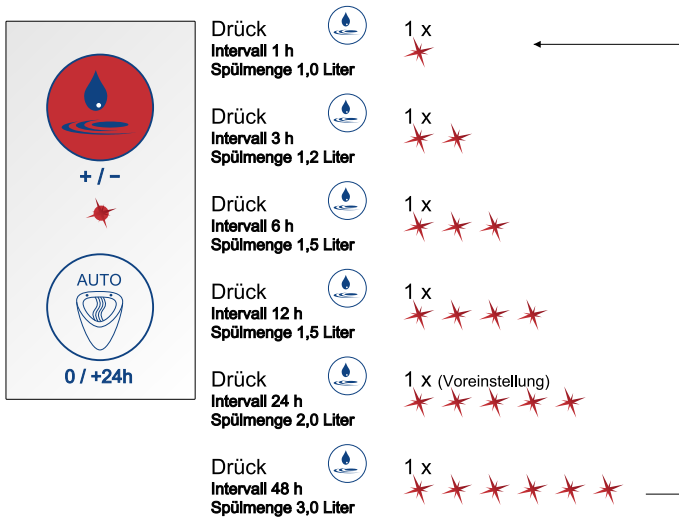 + / −
AUTO
0 / +24h
Drück 1 x
Intervall 1 h
Spülmenge 1,0 Liter
Drück 1 x
Intervall 3 h
Spülmenge 1,2 Liter
Drück 1 x
Intervall 6 h
Spülmenge 1,5 Liter
Drück 1 x
Intervall 12 h
Spülmenge 1,5 Liter
Drück 1 x (Voreinstellung)
Intervall 24 h
Spülmenge 2,0 Liter
Drück 1 x
Intervall 48 h
Spülmenge 3,0 Liter